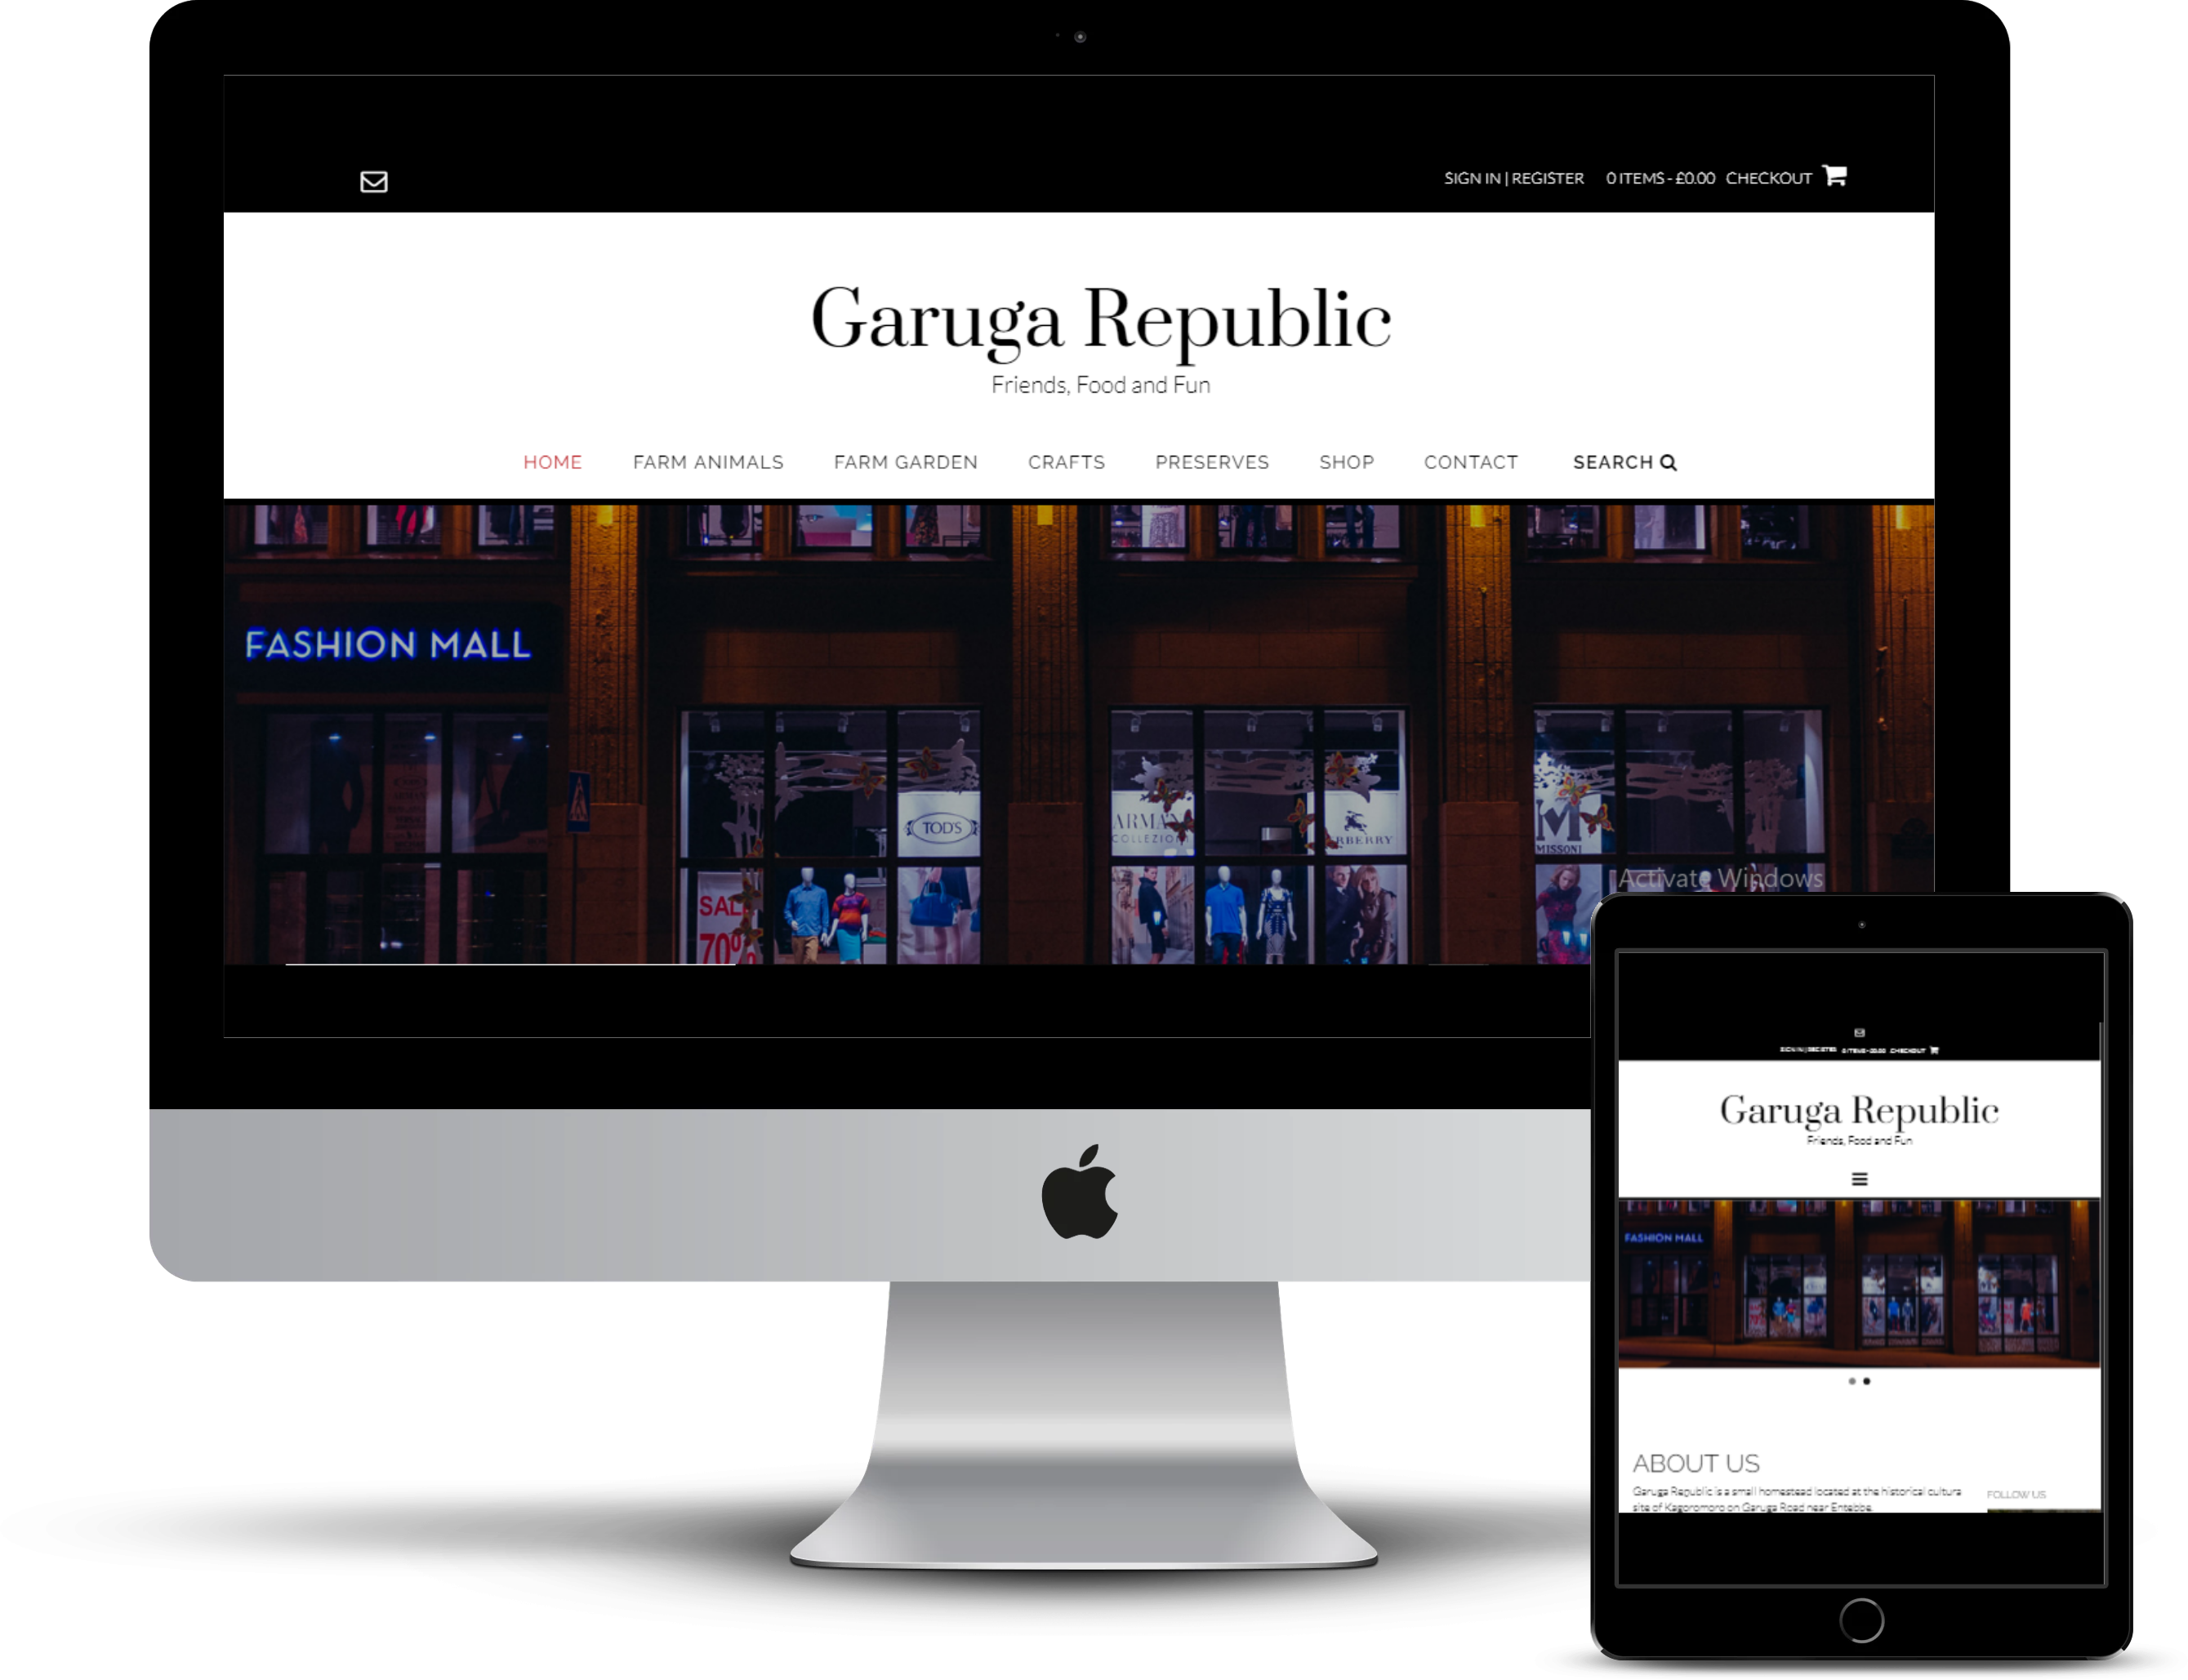 SIGN IN | REGISTER 0 ITEMS - £0.00 CHECKOUT
Garuga Republic
Friends, Food and Fun
HOME FARM ANIMALS FARM GARDEN CRAFTS PRESERVES SHOP CONTACT SEARCH
FASHION MALL
TOD'S
ARMANI
COLLEZIONI
RBERRY
M
MISSONI
SALE
70%
Activate Windows
SIGN IN | REGISTER 0 ITEMS - £0.00 CHECKOUT
Garuga Republic
Friends, Food and Fun
FASHION MALL
ABOUT US
Garuga Republic is a small homestead located at the historical cultura
site of Kagoromoro on Garuga Road near Entebbe.
FOLLOW US